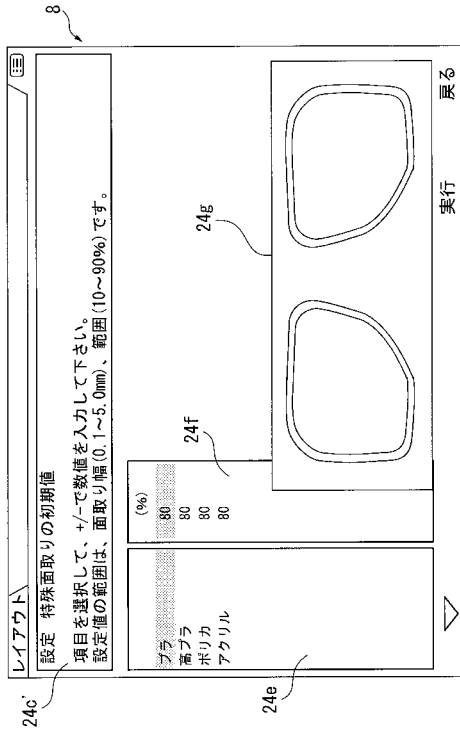 レイアウト
設定 特殊面取りの初期値
項目を選択して、+/-で数値を入力して下さい。
設定値の範囲は、面取り幅(0.1~5.0mm)、範囲(10~90%)です。
(%)
プラ 80
高プラ 80
ポリカ 80
アクリル 80
実行 戻る
8
24c'
24e
24f
24g